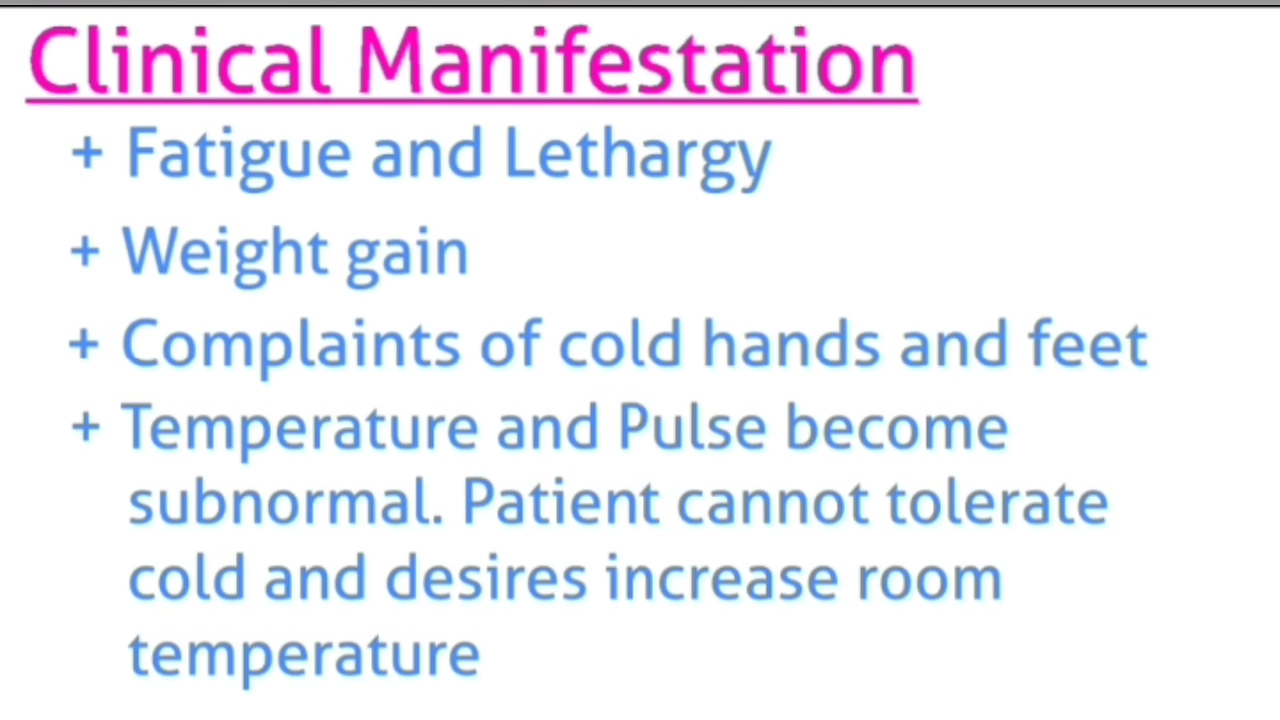 Clinical Manifestation
+ Fatigue and Lethargy
+ Weight gain
+ Complaints of cold hands and feet
+ Temperature and Pulse become
subnormal. Patient cannot tolerate
cold and desires increase room
temperature